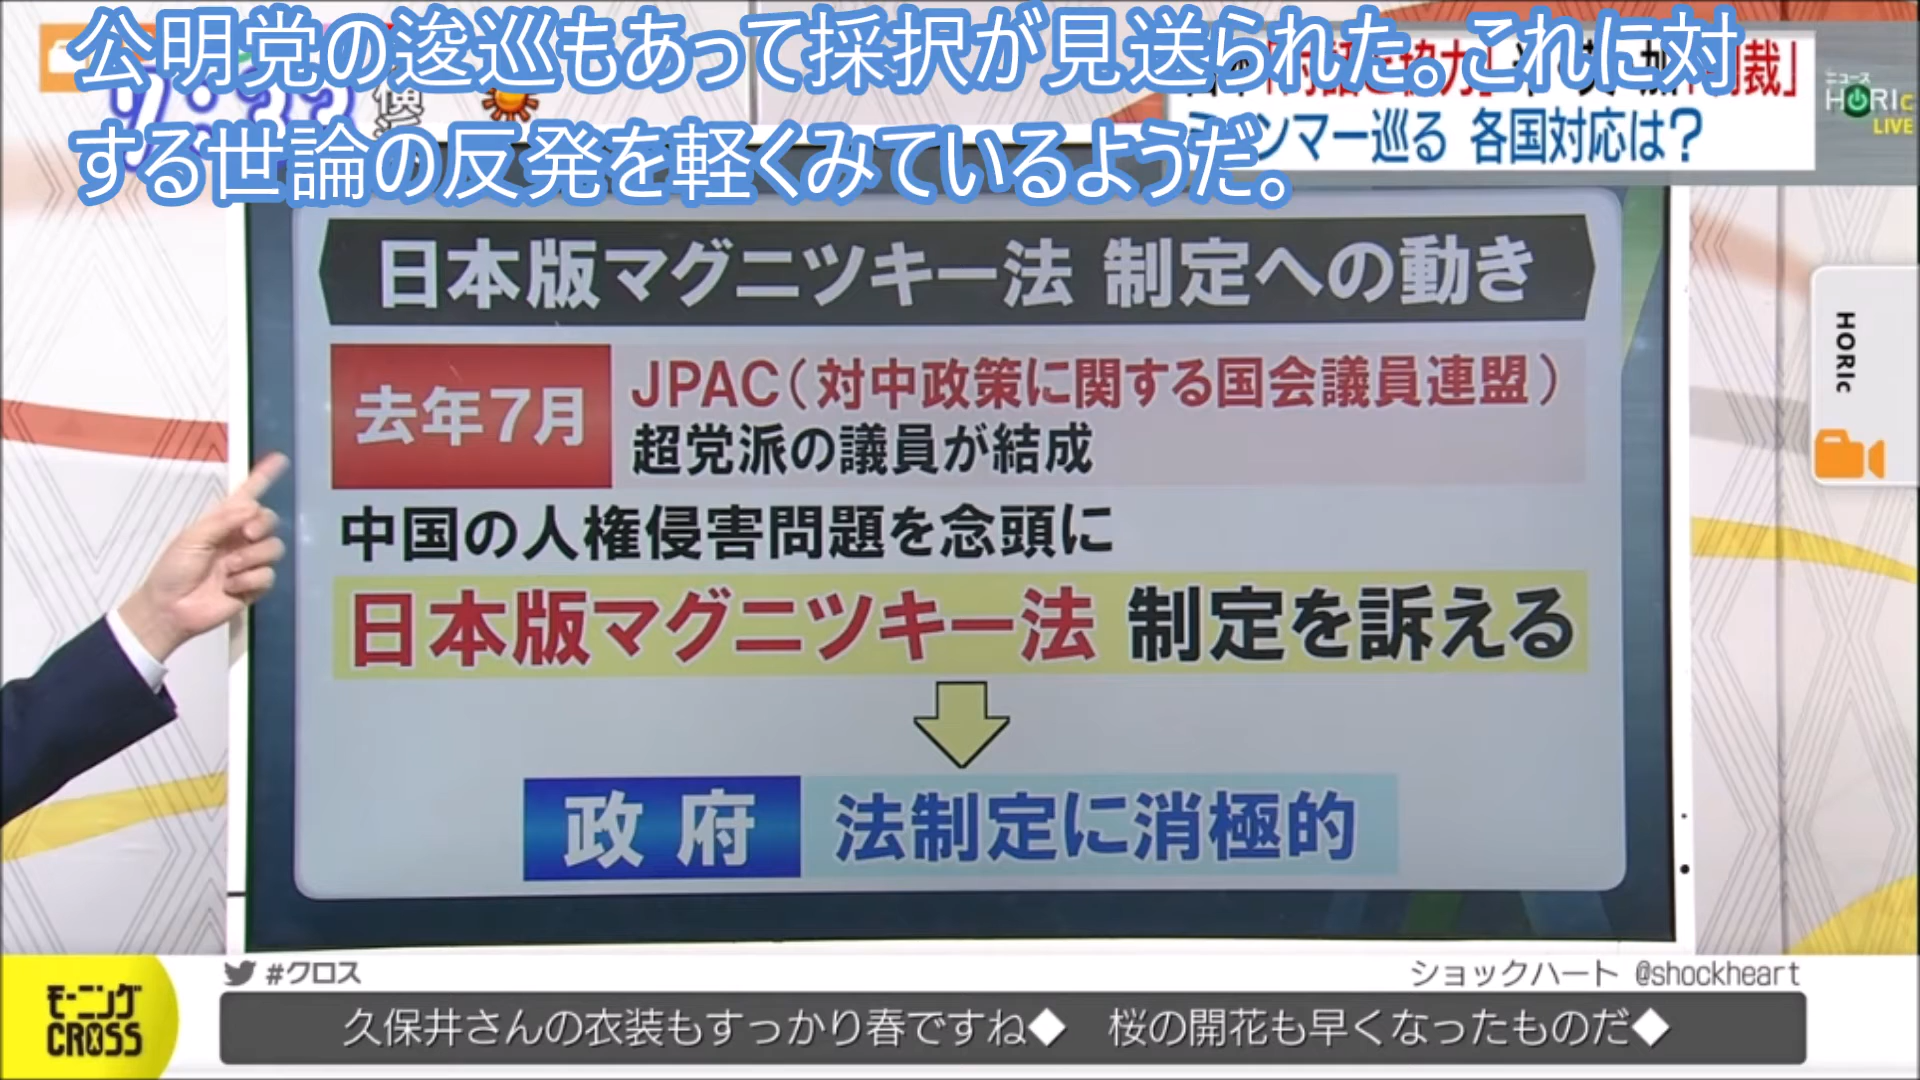 公明党の浚巡もあって採択が見送られた。これに対
する世論の反発を軽くみているようだ。
ミャンマー巡る 各国対応は?
ニュース
HORIc
LIVE
日本版マグニツキー法 制定への動き
去年7月
JPAC(対中政策に関する国会議員連盟)
超党派の議員が結成
中国の人権侵害問題を念頭に
日本版マグニツキー法 制定を訴える
政府 法制定に消極的
HORIc
#クロス
ショックハート @shockheart
モーニング
CROSS
久保井さんの衣装もすっかり春ですね◆ 桜の開花も早くなったものだ◆